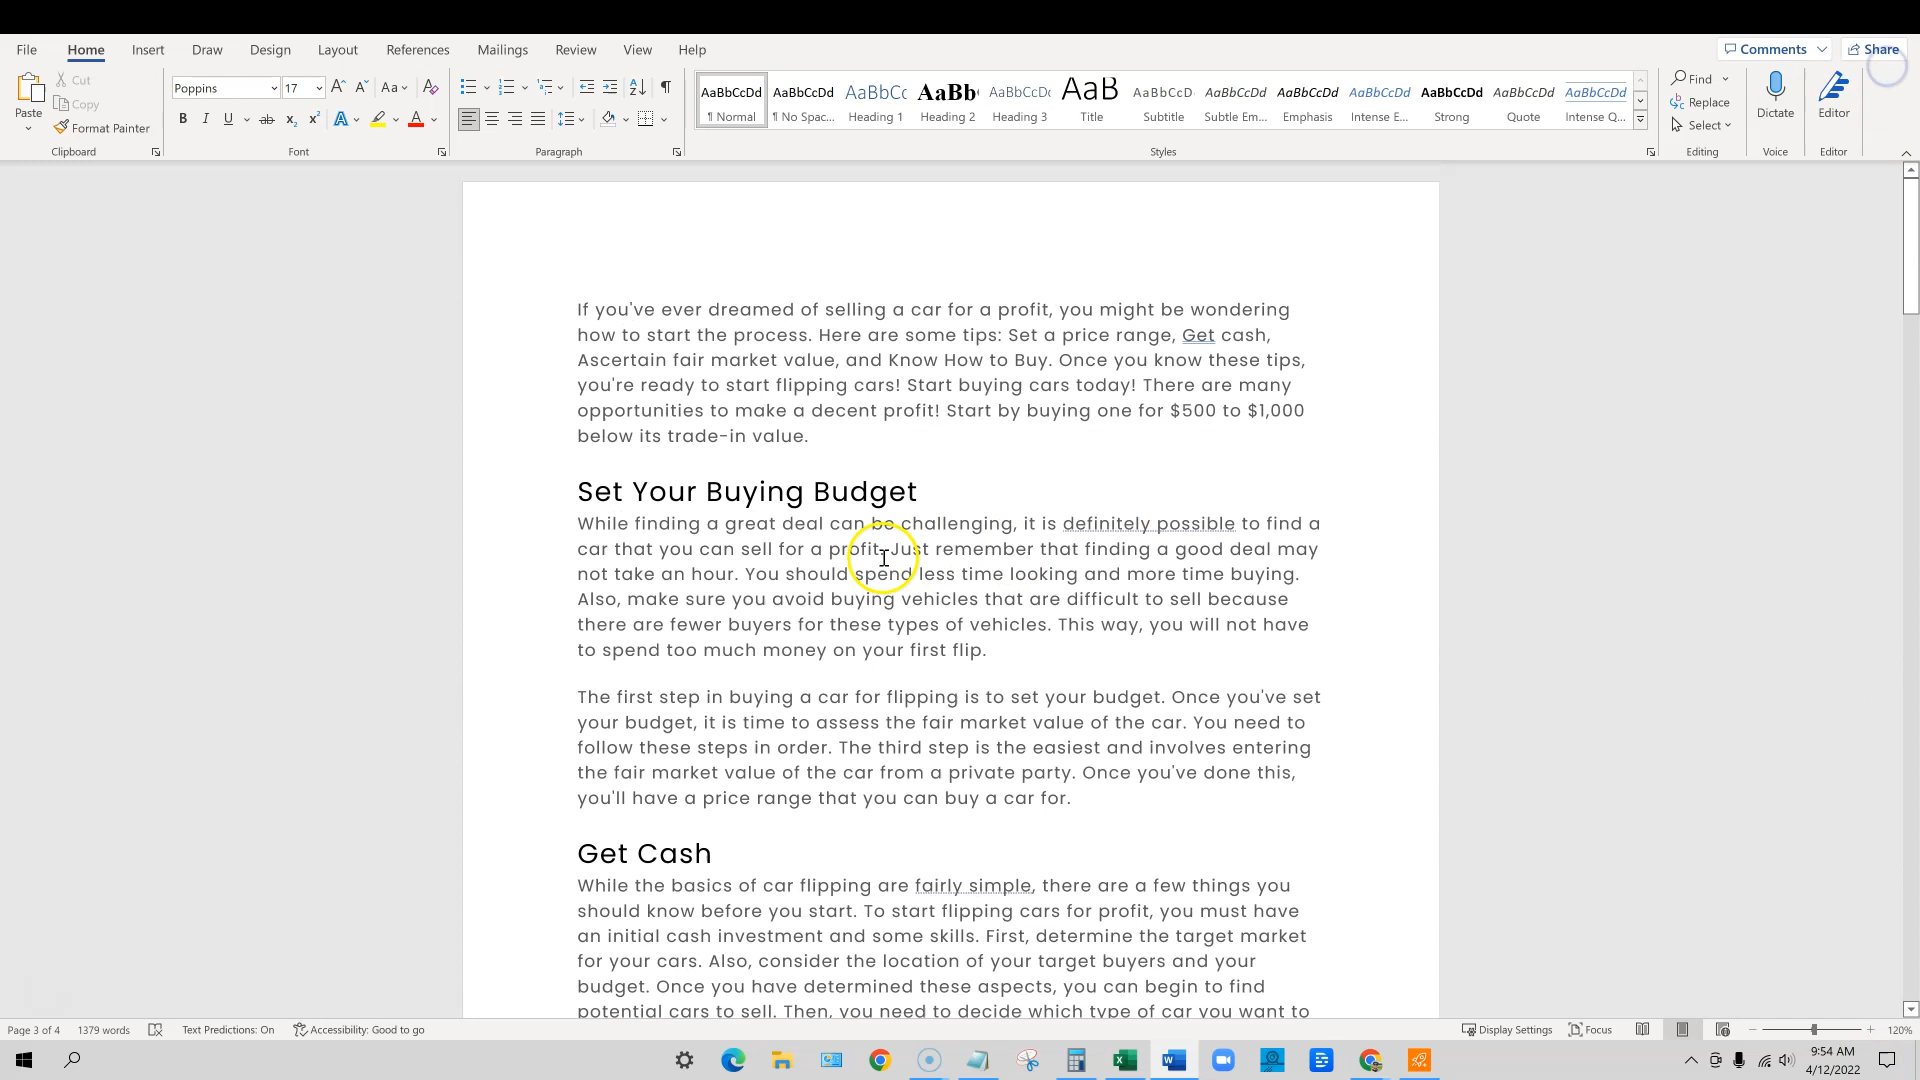 File Home Insert Draw Design Layout References Mailings Review View Help Comments Share
Paste Cut Copy Format Painter Clipboard
Poppins 17 Font
Paragraph
AaBbCcDd ¶ Normal
AaBbCcDd ¶ No Spac...
AaBbCc Heading 1
AaBb Heading 2
AaBbCcDc Heading 3
AaB Title
AaBbCcD Subtitle
AaBbCcDd Subtle Em...
AaBbCcDd Emphasis
AaBbCcDd Intense E...
AaBbCcDd Strong
AaBbCcDd Quote
AaBbCcDd Intense Q...
Styles
Find Replace Select Editing
Dictate Voice
Editor Editor
If you've ever dreamed of selling a car for a profit, you might be wondering
how to start the process. Here are some tips: Set a price range, Get cash,
Ascertain fair market value, and Know How to Buy. Once you know these tips,
you're ready to start flipping cars! Start buying cars today! There are many
opportunities to make a decent profit! Start by buying one for $500 to $1,000
below its trade-in value.
Set Your Buying Budget
While finding a great deal can be challenging, it is definitely possible to find a
car that you can sell for a profit. Just remember that finding a good deal may
not take an hour. You should spend less time looking and more time buying.
Also, make sure you avoid buying vehicles that are difficult to sell because
there are fewer buyers for these types of vehicles. This way, you will not have
to spend too much money on your first flip.
The first step in buying a car for flipping is to set your budget. Once you've set
your budget, it is time to assess the fair market value of the car. You need to
follow these steps in order. The third step is the easiest and involves entering
the fair market value of the car from a private party. Once you've done this,
you'll have a price range that you can buy a car for.
Get Cash
While the basics of car flipping are fairly simple, there are a few things you
should know before you start. To start flipping cars for profit, you must have
an initial cash investment and some skills. First, determine the target market
for your cars. Also, consider the location of your target buyers and your
budget. Once you have determined these aspects, you can begin to find
potential cars to sell. Then, you need to decide which type of car you want to
Page 3 of 4 1379 words Text Predictions: On Accessibility: Good to go Display Settings Focus 120%
9:54 AM
4/12/2022